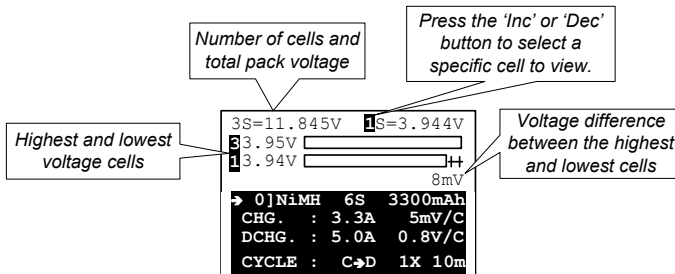 Number of cells and
total pack voltage
Press the ‘Inc’ or ‘Dec’
button to select a
specific cell to view.
Highest and lowest
voltage cells
3S=11.845V 1S=3.944V
3 3.95V
1 3.94V
8mV
Voltage difference
between the highest
and lowest cells
➔ 0]NiMH 6S 3300mAh
CHG. : 3.3A 5mV/C
DCHG. : 5.0A 0.8V/C
CYCLE : C➔D 1X 10m